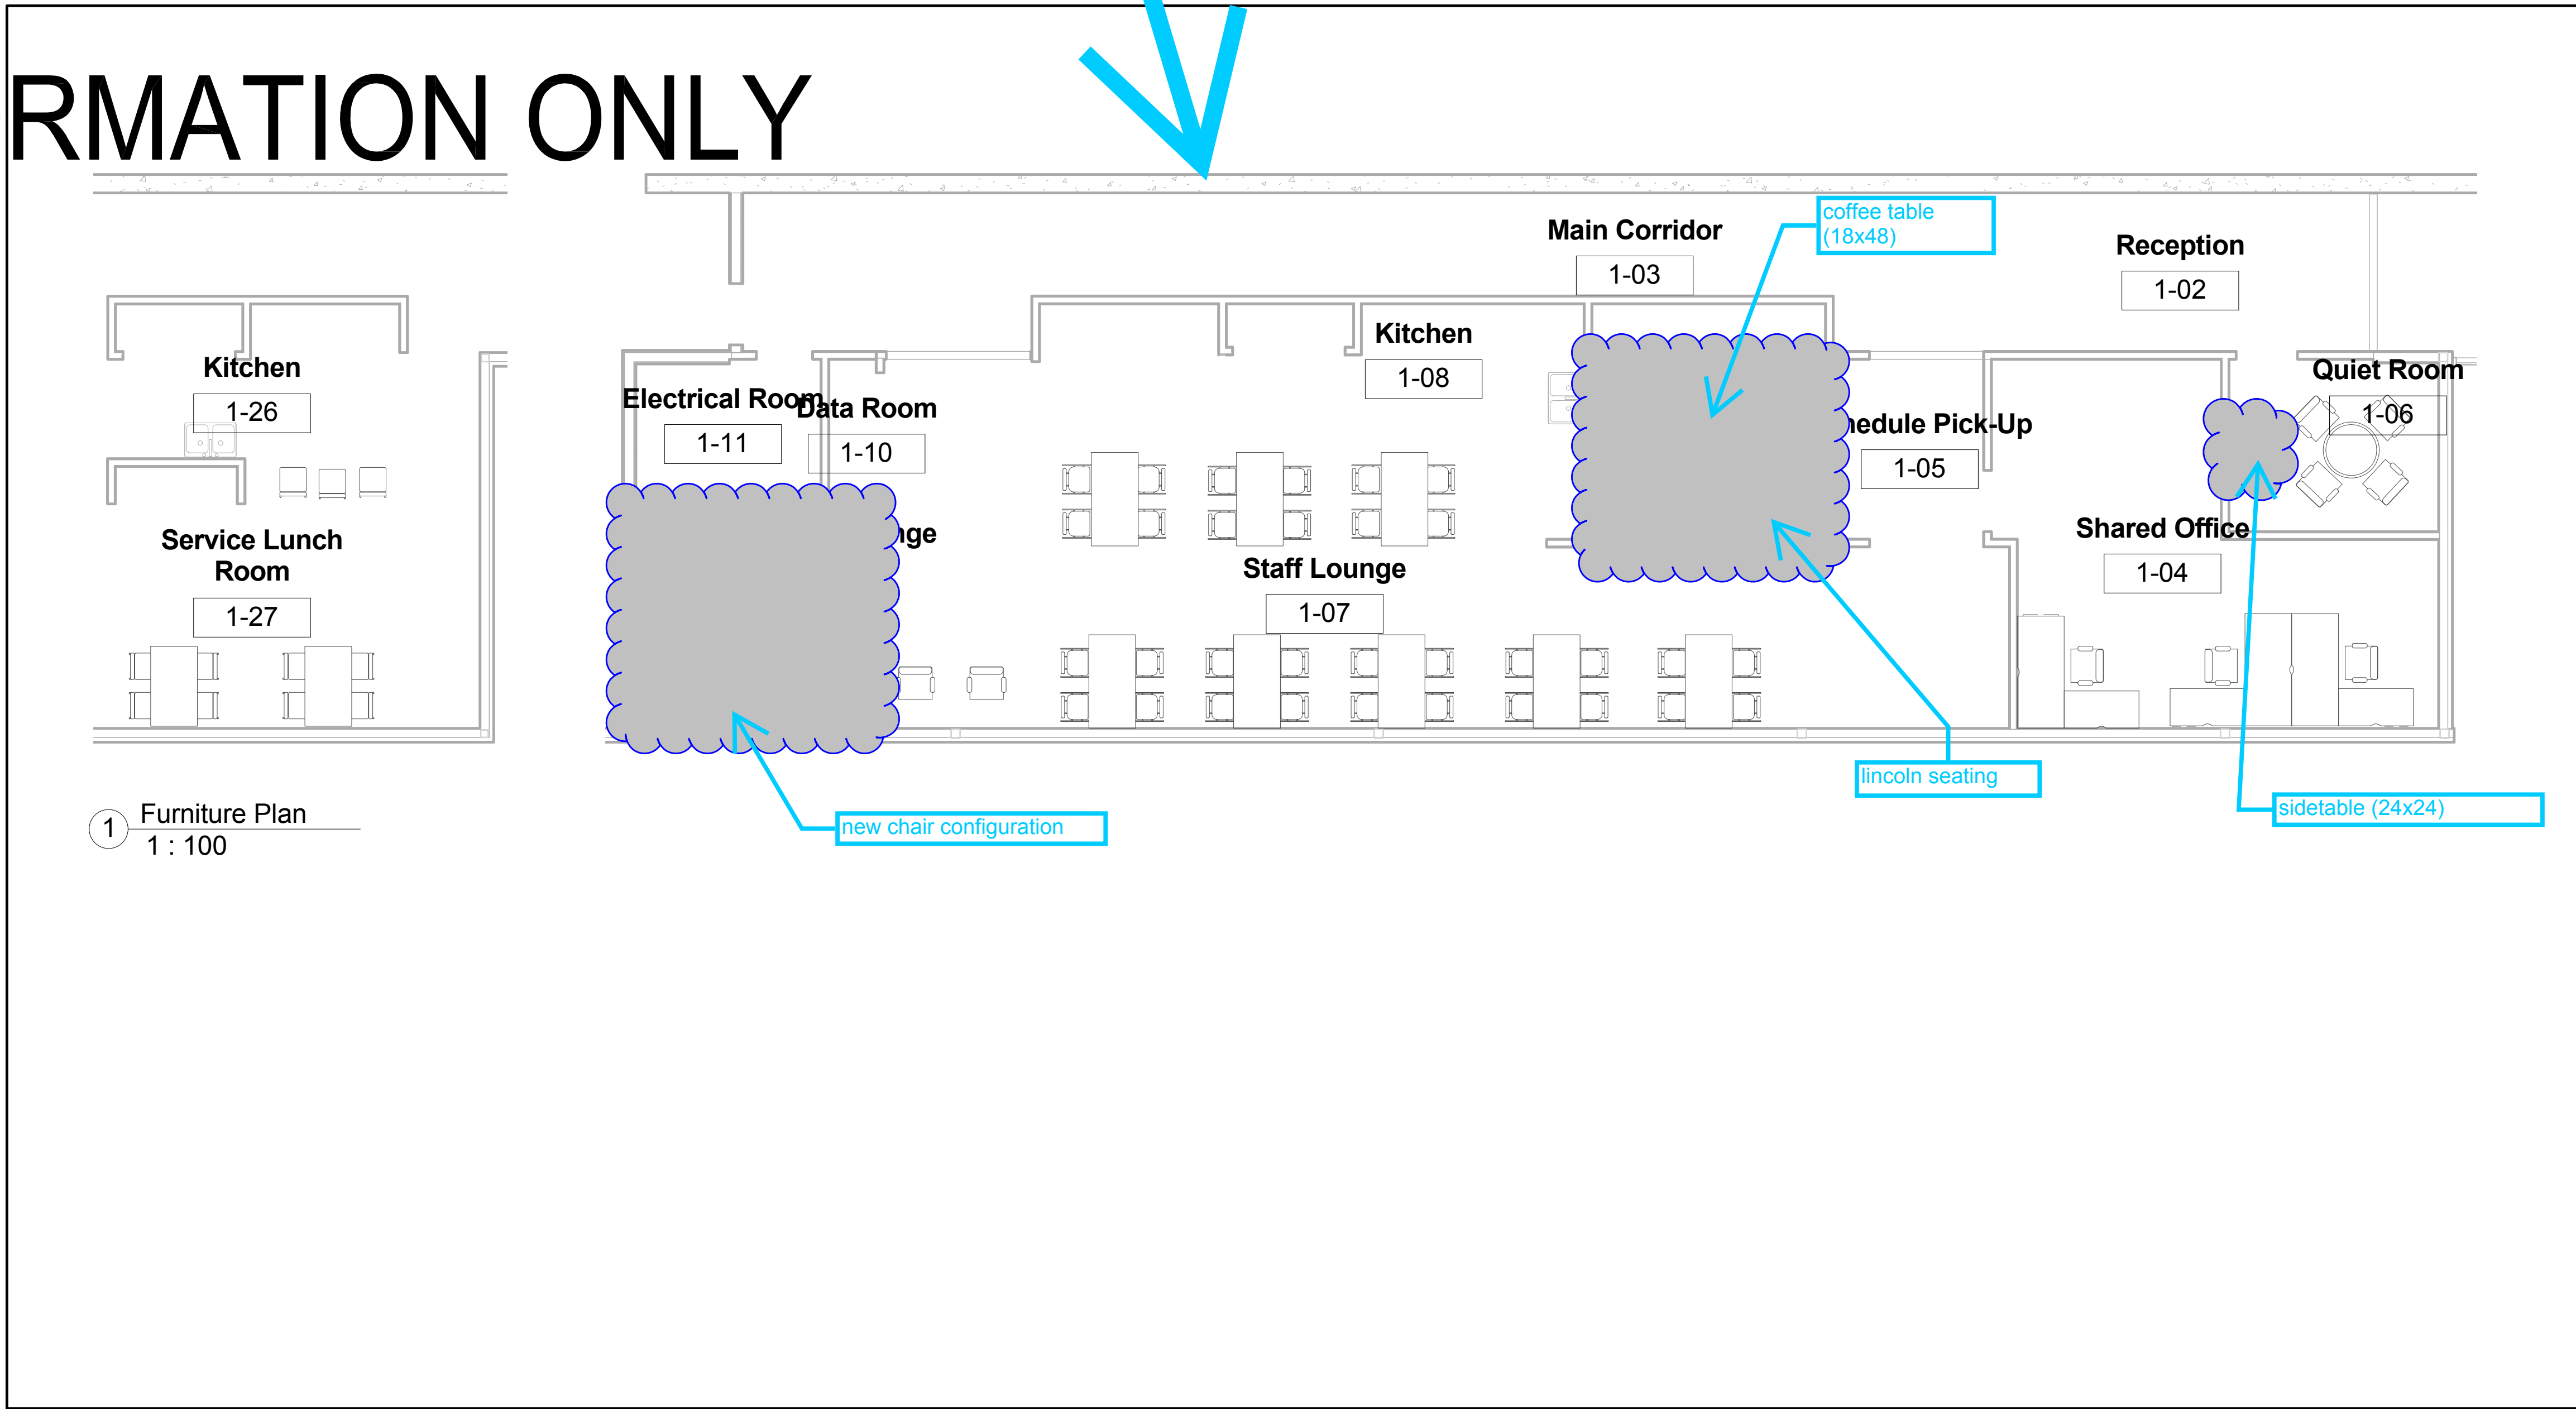 RMATION ONLY
coffee table
(18x48)
Main Corridor
1-03
Reception
1-02
Kitchen
1-08
Kitchen
1-26
Quiet Room
1-06
Electrical Room
1-11
Data Room
1-10
hedule Pick-Up
1-05
Service Lunch
Room
1-27
nge
Staff Lounge
1-07
Shared Office
1-04
lincoln seating
sidetable (24x24)
new chair configuration
1 Furniture Plan
1 : 100